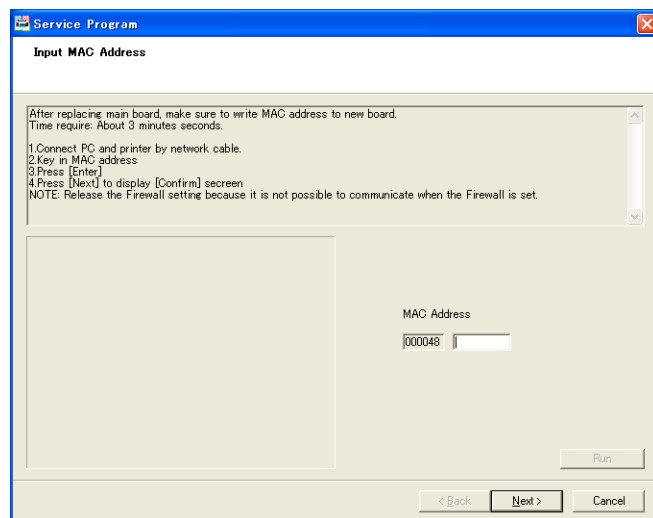 Service Program
Input MAC Address
After replacing main board, make sure to write MAC address to new board.
Time require: About 3 minutes seconds.
1.Connect PC and printer by network cable.
2.Key in MAC address
3.Press [Enter]
4.Press [Next] to display [Confirm] secreen
NOTE: Release the Firewall setting because it is not possible to communicate when the Firewall is set.
MAC Address
000048
Run
< Back
Next >
Cancel